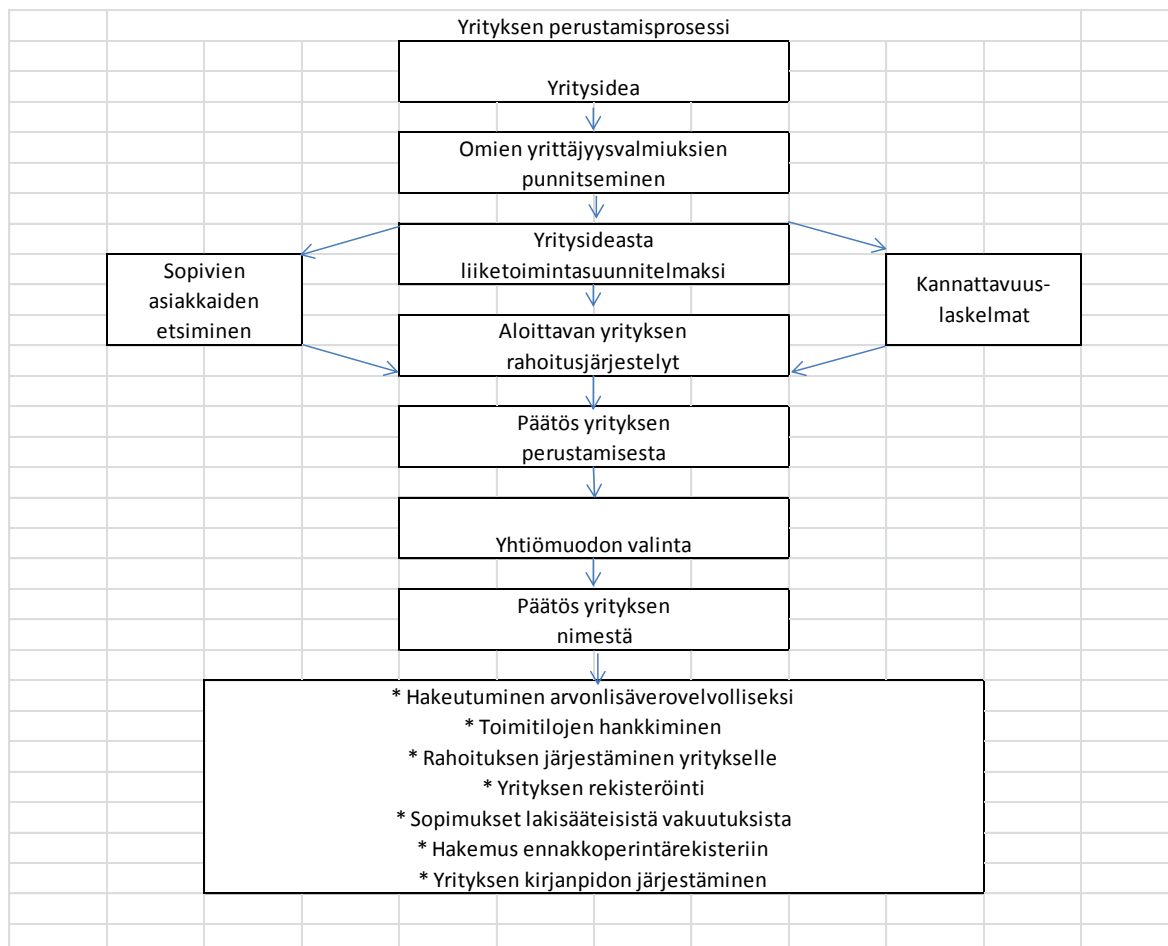 Yrityksen perustamisprosessi
Yritysidea
Omien yrittäjyysvalmiuksien
punnitseminen
Yritysideasta
liiketoimintasuunnitelmaksi
Sopivien
asiakkaiden
etsiminen
Kannattavuus-
laskelmat
Aloittavan yrityksen
rahoitusjärjestelyt
Päätös yrityksen
perustamisesta
Yhtiömuodon valinta
Päätös yrityksen
nimestä
* Hakeutuminen arvonlisäverovelvolliseksi
* Toimitilojen hankkiminen
* Rahoituksen järjestäminen yritykselle
* Yrityksen rekisteröinti
* Sopimukset lakisääteisistä vakuutuksista
* Hakemus ennakkoperintärekisteriin
* Yrityksen kirjanpidon järjestäminen